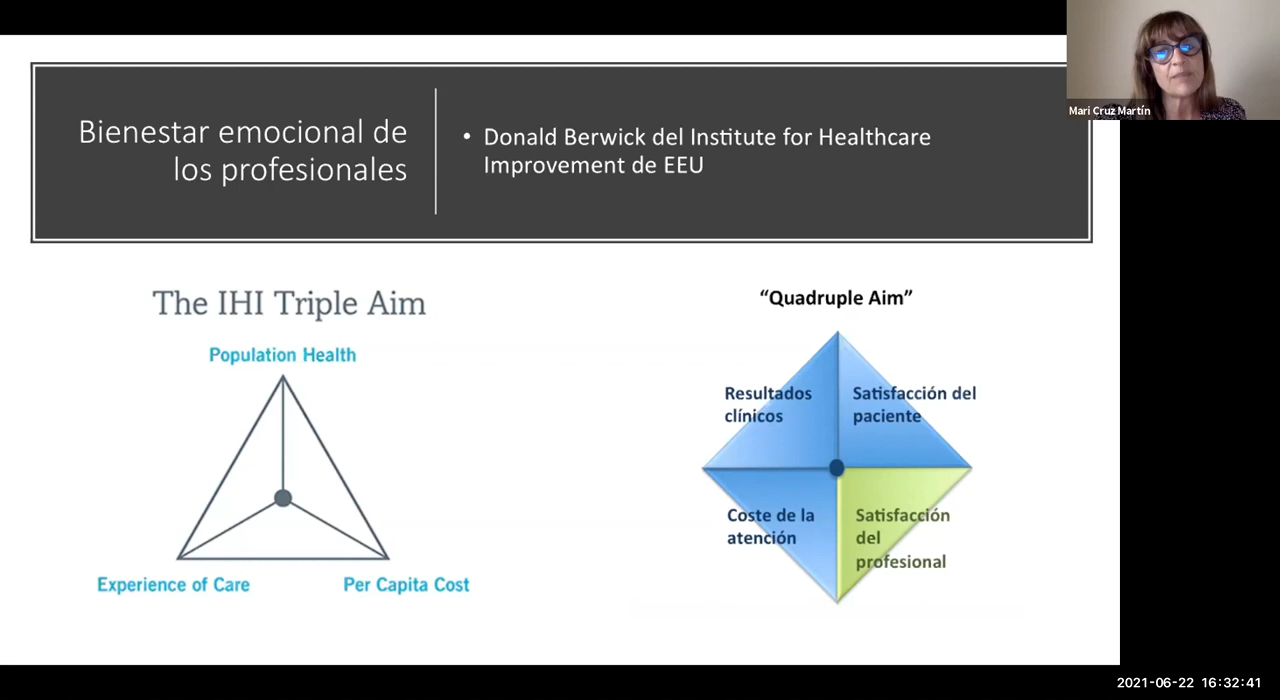 Bienestar emocional de
los profesionales
• Donald Berwick del Institute for Healthcare
Improvement de EEU
Mari Cruz Martín
The IHI Triple Aim
Population Health
Experience of Care
Per Capita Cost
“Quadruple Aim”
Resultados
clínicos
Satisfacción del
paciente
Coste de la
atención
Satisfacción
del
profesional
2021-06-22 16:32:41